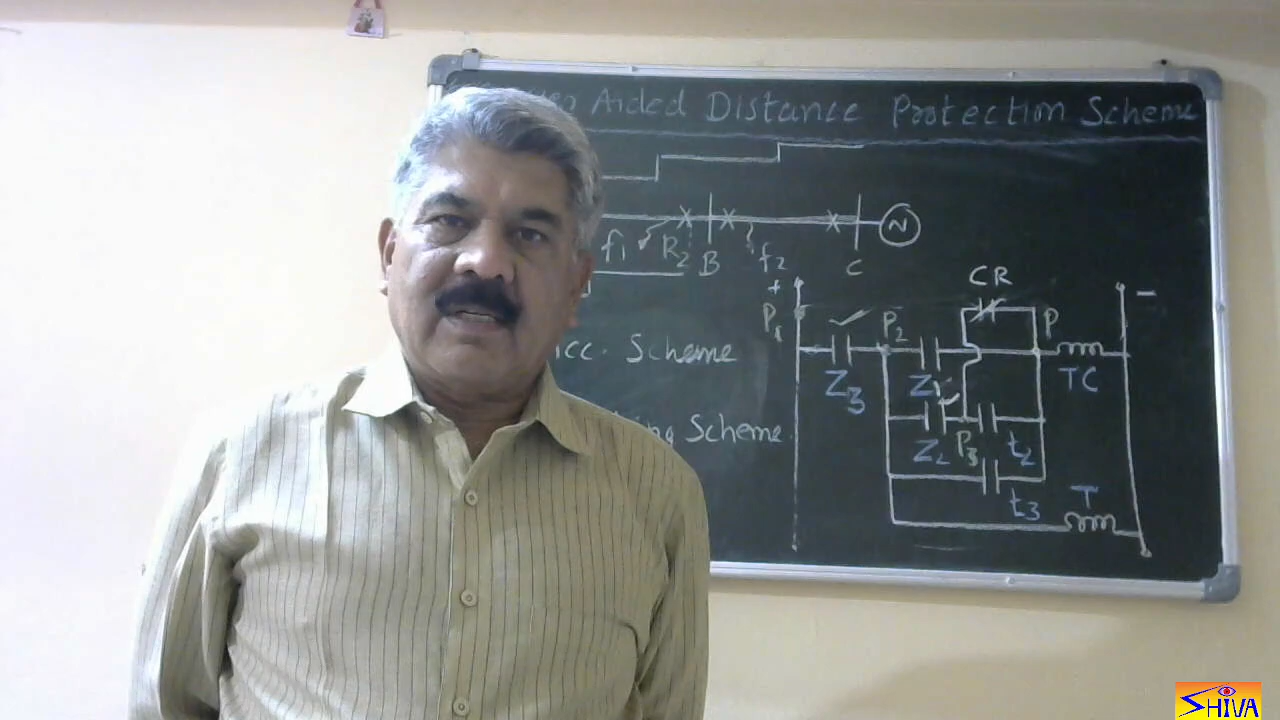 Aided Distance Protection Scheme
f1 R2 B f2 C N
CR
+ −
P1 P2 P
Scheme
Z3 Z1 TC
Scheme
Z2 P3 t2
t3 T
SHIVA